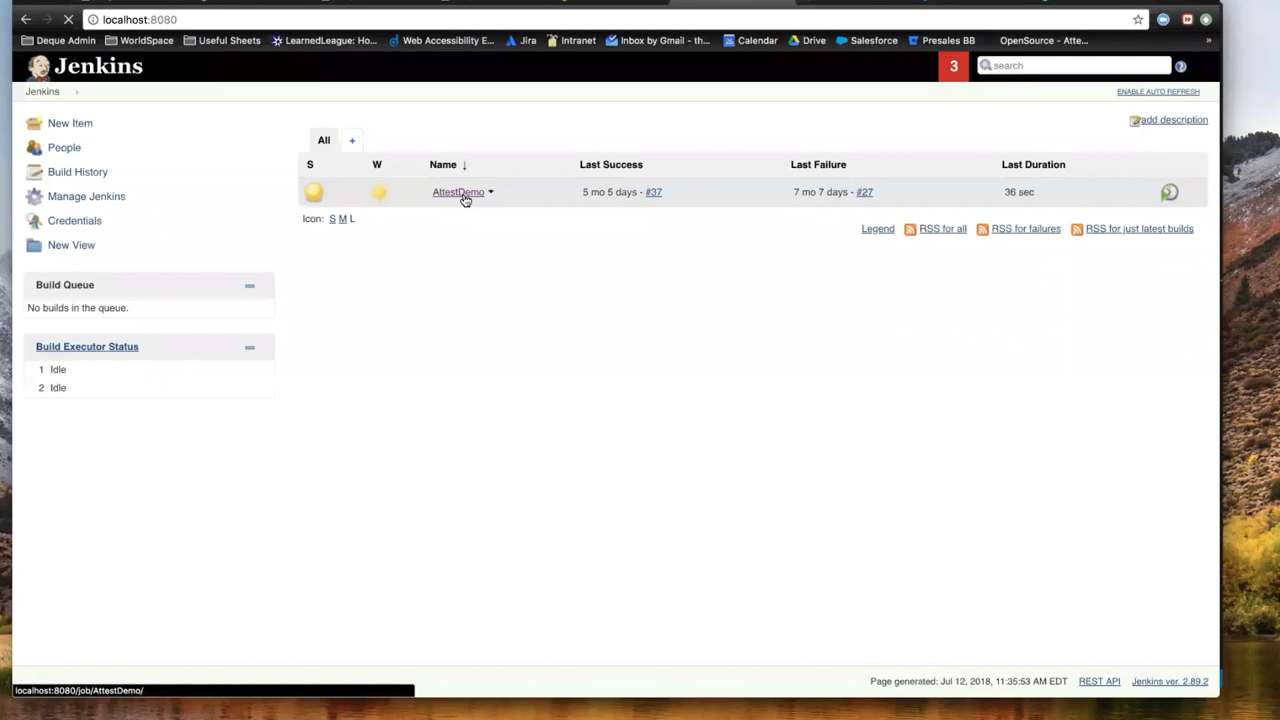 localhost:8080
Deque Admin WorldSpace Useful Sheets LearnedLeague: Ho... Web Accessibility E... Jira Intranet Inbox by Gmail - th... Calendar Drive Salesforce Presales BB OpenSource - Atte... »
Jenkins 3 search
Jenkins ENABLE AUTO REFRESH
add description
New Item
People
Build History
Manage Jenkins
Credentials
New View
Build Queue
No builds in the queue.
Build Executor Status
1 Idle
2 Idle
All +
S W Name ↓ Last Success Last Failure Last Duration
AttestDemo 5 mo 5 days - #37 7 mo 7 days - #27 36 sec
Icon: S M L
Legend RSS for all RSS for failures RSS for just latest builds
Page generated: Jul 12, 2018, 11:35:53 AM EDT REST API Jenkins ver. 2.89.2
localhost:8080/job/AttestDemo/